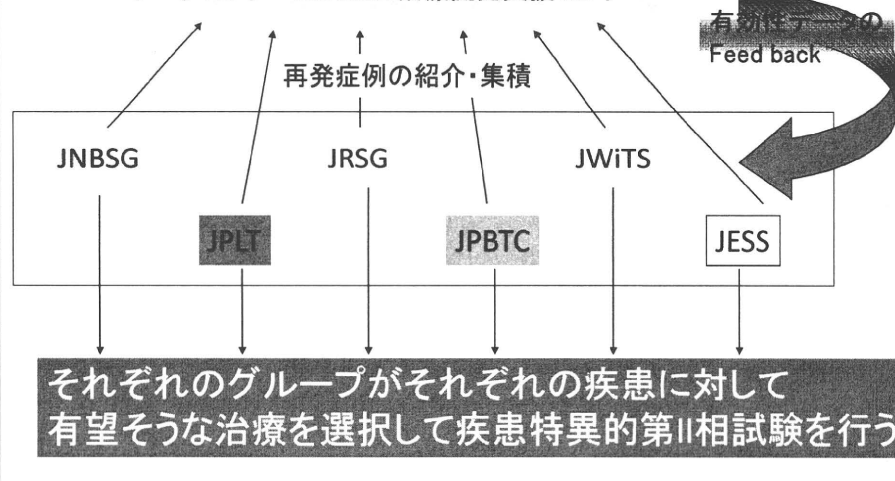 有効性データの
Feed back
再発症例の紹介・集積
JNBSG
JRSG
JWiTS
JPLT
JPBTC
JESS
それぞれのグループがそれぞれの疾患に対して
有望そうな治療を選択して疾患特異的第II相試験を行う